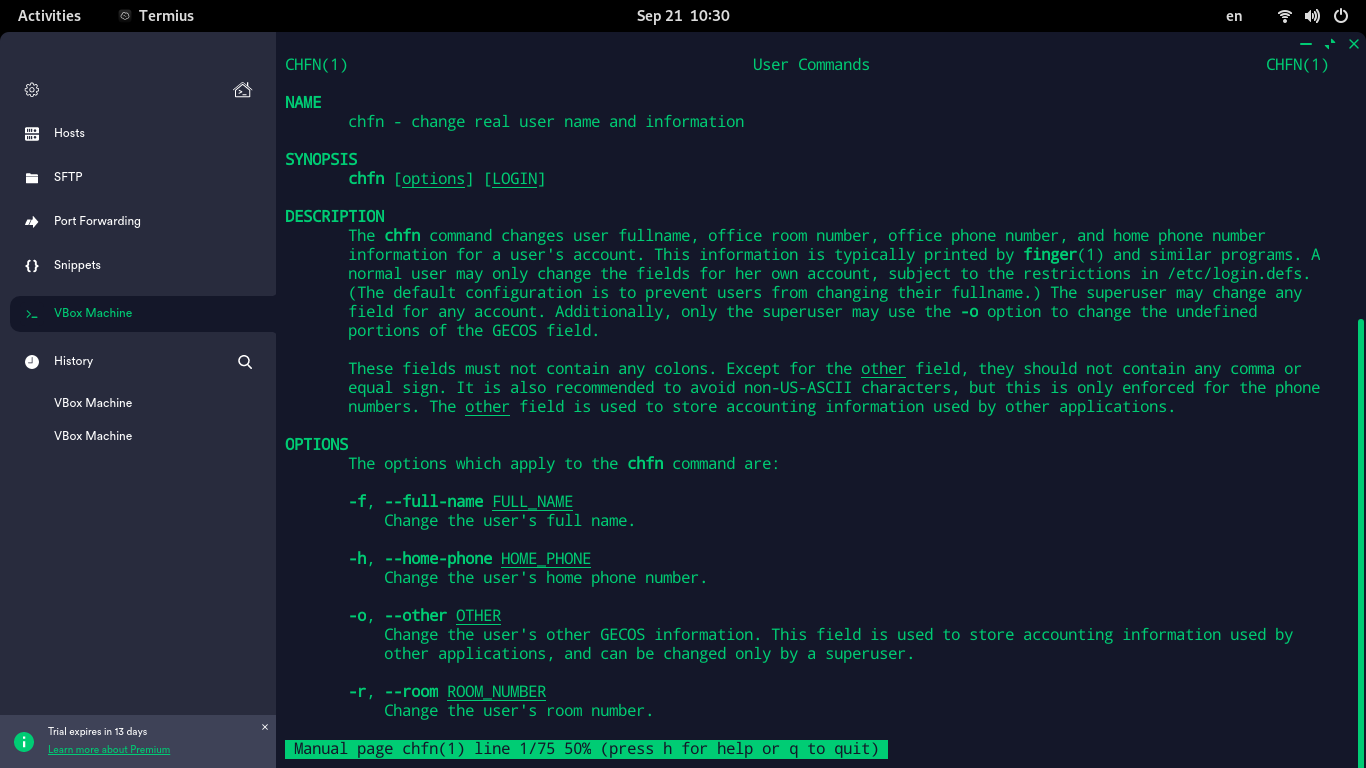 Activities
Termius
Sep 21 10:30
en
Hosts
SFTP
Port Forwarding
Snippets
VBox Machine
History
VBox Machine
VBox Machine
Trial expires in 13 days
Learn more about Premium
CHFN(1) User Commands CHFN(1)
NAME
chfn - change real user name and information
SYNOPSIS
chfn [options] [LOGIN]
DESCRIPTION
The chfn command changes user fullname, office room number, office phone number, and home phone number
information for a user's account. This information is typically printed by finger(1) and similar programs. A
normal user may only change the fields for her own account, subject to the restrictions in /etc/login.defs.
(The default configuration is to prevent users from changing their fullname.) The superuser may change any
field for any account. Additionally, only the superuser may use the -o option to change the undefined
portions of the GECOS field.
These fields must not contain any colons. Except for the other field, they should not contain any comma or
equal sign. It is also recommended to avoid non-US-ASCII characters, but this is only enforced for the phone
numbers. The other field is used to store accounting information used by other applications.
OPTIONS
The options which apply to the chfn command are:
-f, --full-name FULL_NAME
Change the user's full name.
-h, --home-phone HOME_PHONE
Change the user's home phone number.
-o, --other OTHER
Change the user's other GECOS information. This field is used to store accounting information used by
other applications, and can be changed only by a superuser.
-r, --room ROOM_NUMBER
Change the user's room number.
Manual page chfn(1) line 1/75 50% (press h for help or q to quit)